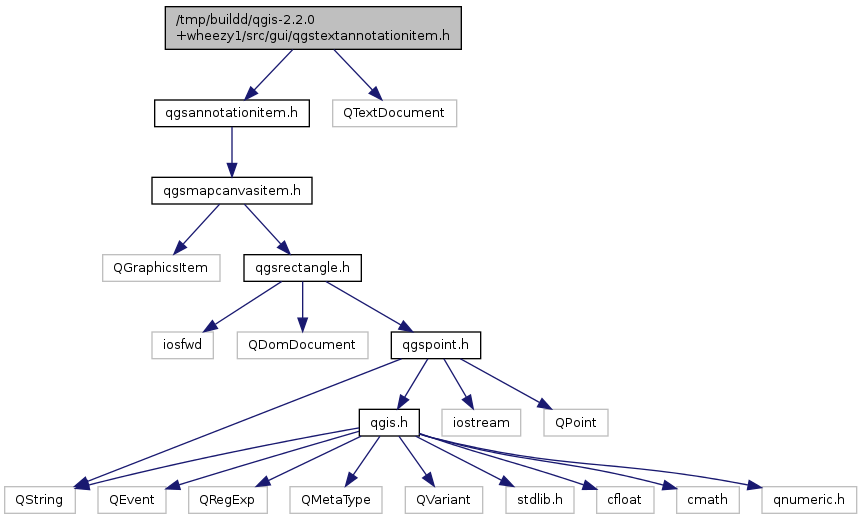 /tmp/buildd/qgis-2.2.0
+wheezy1/src/gui/qgstextannotationitem.h
qgsannotationitem.h
QTextDocument
qgsmapcanvasitem.h
QGraphicsItem
qgsrectangle.h
iosfwd
QDomDocument
qgspoint.h
qgis.h
iostream
QPoint
QString
QEvent
QRegExp
QMetaType
QVariant
stdlib.h
cfloat
cmath
qnumeric.h